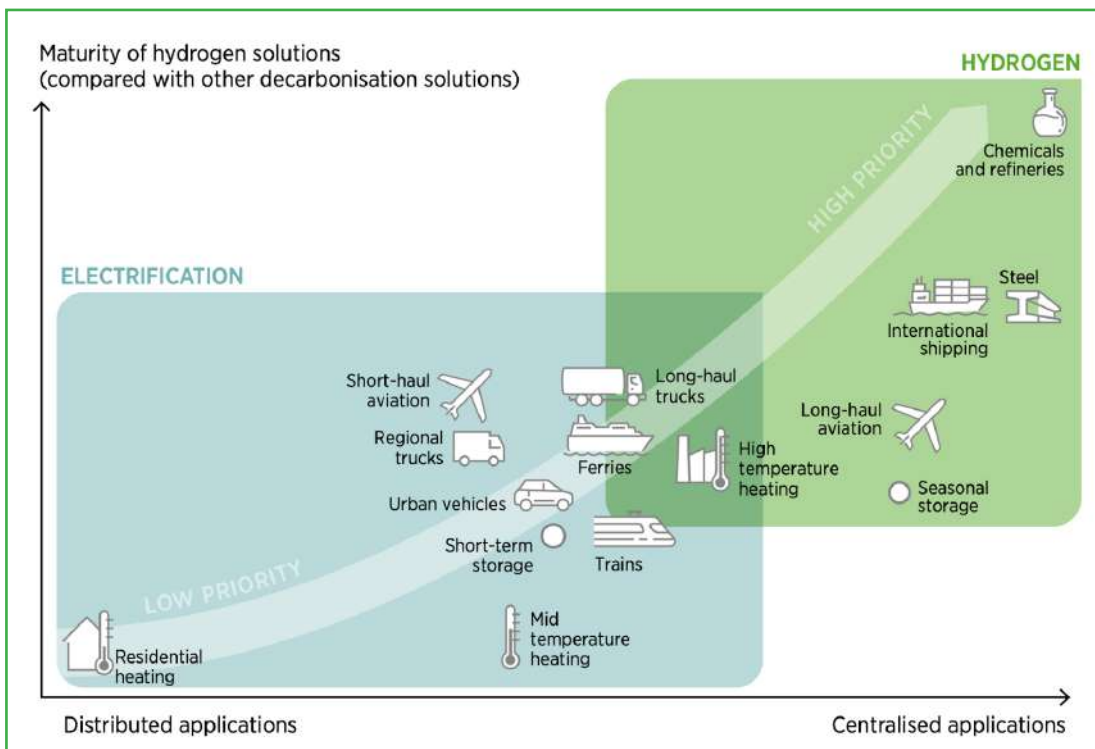 Maturity of hydrogen solutions
(compared with other decarbonisation solutions)
HYDROGEN
HIGH PRIORITY
Chemicals
and refineries
ELECTRIFICATION
Steel
International
shipping
Short-haul
aviation
Long-haul
trucks
Long-haul
aviation
Regional
trucks
Ferries
High
temperature
heating
Urban vehicles
Seasonal
storage
Short-term
storage
Trains
LOW PRIORITY
Mid
temperature
heating
Residential
heating
Distributed applications
Centralised applications